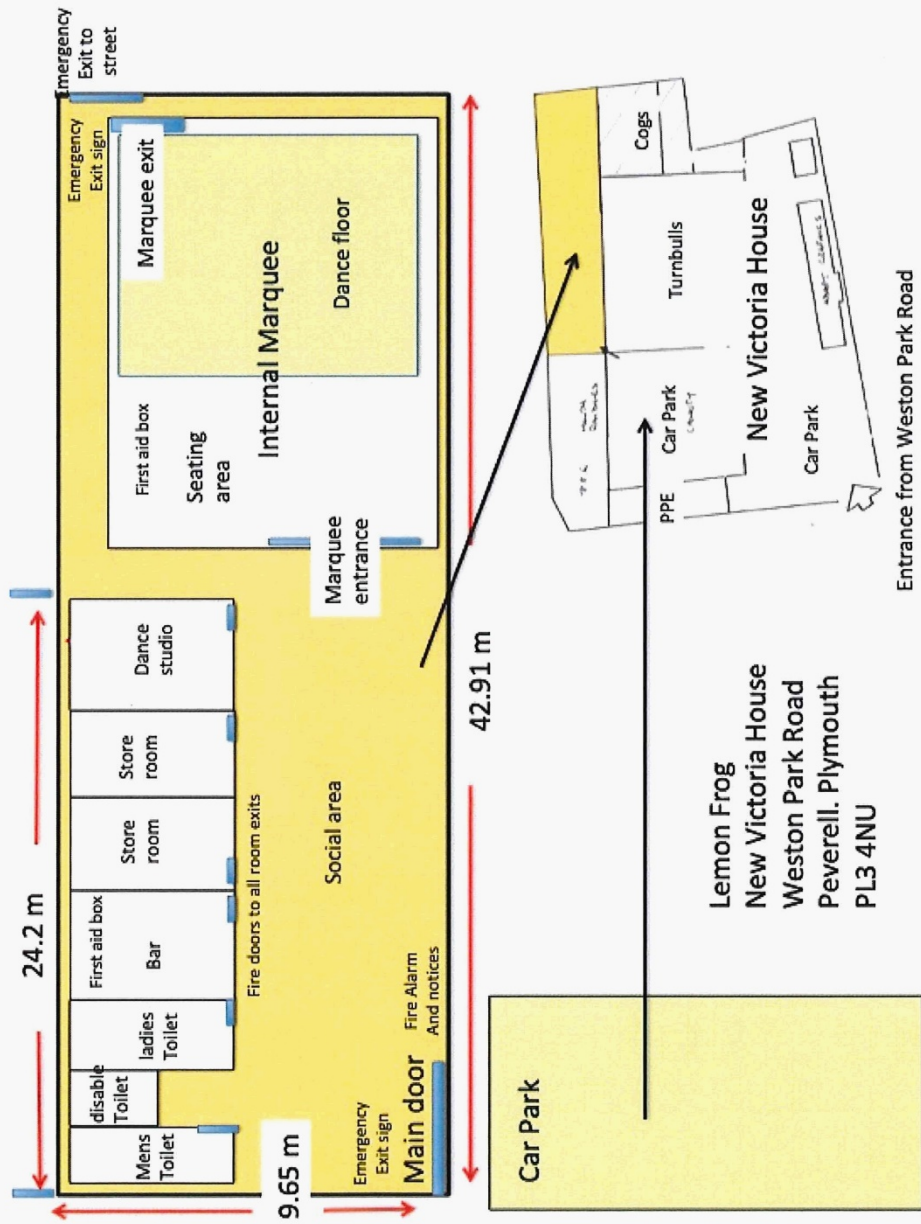 24.2 m
Emergency
Exit to
street
Mens
Toilet
disable
Toilet
ladies
Toilet
First aid box
Bar
Store
room
Store
room
Dance
studio
Emergency
Exit sign
Marquee exit
First aid box
Seating
area
Internal Marquee
Dance floor
Fire doors to all room exits
9.65 m
Social area
Marquee
entrance
Emergency
Exit sign
Main door
Fire Alarm
And notices
42.91 m
Car Park
Lemon Frog
New Victoria House
Weston Park Road
Peverell. Plymouth
PL3 4NU
Cogs
Turnbulls
Car Park
PPE
New Victoria House
Car Park
Entrance from Weston Park Road